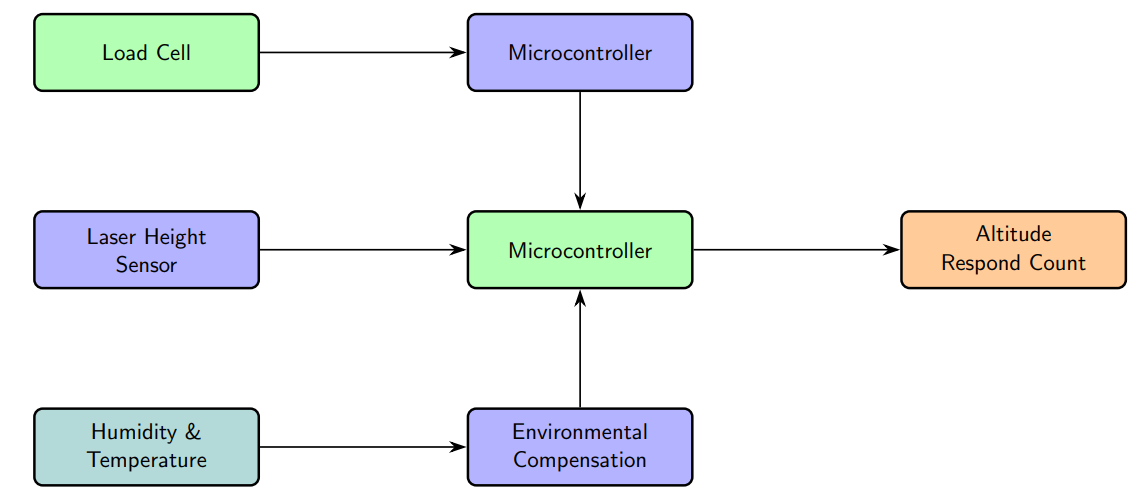 Load Cell
Microcontroller
Laser Height
Sensor
Microcontroller
Altitude
Respond Count
Humidity &
Temperature
Environmental
Compensation